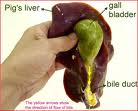 Pig's liver
gall
bladder
bile duct
The yellow arrows show
the direction of flow of bile.